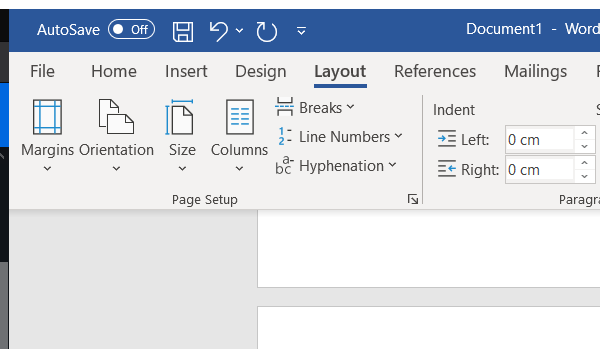 AutoSave Off Document1 - Word
File Home Insert Design Layout References Mailings
Breaks Indent
Line Numbers Left: 0 cm
Margins Orientation Size Columns
Hyphenation Right: 0 cm
Page Setup